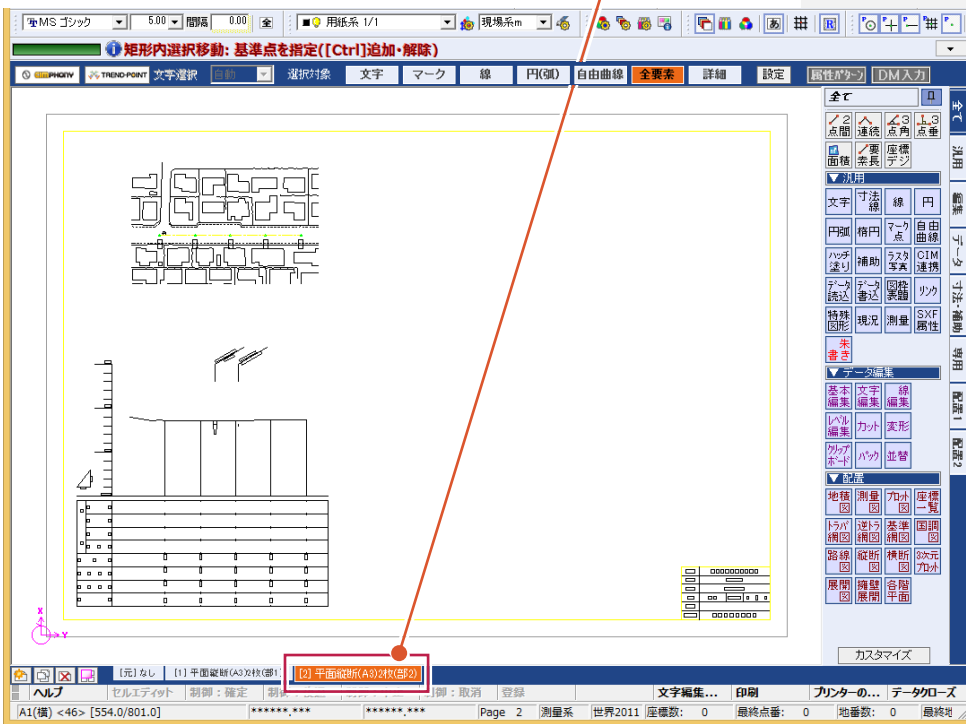 MS ゴシック 5.00 間隔 0.00 全 用紙系 1/1 現場系m あ R
矩形内選択移動: 基準点を指定([Ctrl]追加・解除)
TREND-POINT 文字選択 自動 選択対象 文字 マーク 線 円(弧) 自由曲線 全要素 詳細 設定 属性パターン DM入力
全て
2点間 連続 3点角 3点垂
面積 要素長 座標デジ
▼ 汎用
文字 寸法線 線 円
円弧 楕円 マーク点 自由曲線
ハッチ塗り 補助 ラスタ写真 CIM連携
データ読込 データ書込 図枠表題 リンク
特殊図形 現況 測量 SXF属性
朱書き
▼ データ編集
基本編集 文字編集 線編集
レベル編集 カット 変形
クリップボード パック 並替
▼ 配置
地積図 測量図 プロット図 座標一覧
トラバ網図 逆トラ網図 基準網図 国調図
路線図 縦断図 横断図 3次元プロット
展開図 擁壁展開 各階平面
カスタマイズ
全て
汎用
編集
データ
寸法・補助
専用
配置1
配置2
X
Y
[元] なし [1] 平面縦断(A3)2枚(部1 [2] 平面縦断(A3)2枚(部2)
ヘルプ セルエディット 制御:確定 制御 御:取消 登録 文字編集... 印刷 プリンターの... データクローズ
A1(横) <46> [554.0/801.0] ******.*** ******.*** Page 2 測量系 世界2011 座標数: 0 最終点番: 0 地番数: 0 最終地